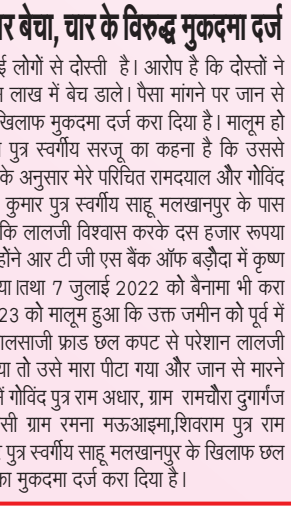 र बेचा, चार के विरुद्ध मुकदमा दर्ज
ई लोगों से दोस्ती है। आरोप है कि दोस्तों ने
लाख में बेच डाले। पैसा मांगने पर जान से
खिलाफ मुकदमा दर्ज करा दिया है। मालूम हो
पुत्र स्वर्गीय सरजू का कहना है कि उससे
के अनुसार मेरे परिचित रामदयाल और गोविंद
कुमार पुत्र स्वर्गीय साहू मलखानपुर के पास
कि लालजी विश्वास करके दस हजार रूपया
होंने आर टी जी एस बैंक ऑफ बड़ौदा में कृष्ण
या।तथा 7 जुलाई 2022 को बैनामा भी करा
23 को मालूम हुआ कि उक्त जमीन को पूर्व में
ालसाजी फ्राड छल कपट से परेशान लालजी
या तो उसे मारा पीटा गया और जान से मारने
में गोविंद पुत्र राम अधार, ग्राम रामचौरा दुगार्गंज
सी ग्राम रमना मऊआइमा,शिवराम पुत्र राम
पुत्र स्वर्गीय साहू मलखानपुर के खिलाफ छल
का मुकदमा दर्ज करा दिया है।